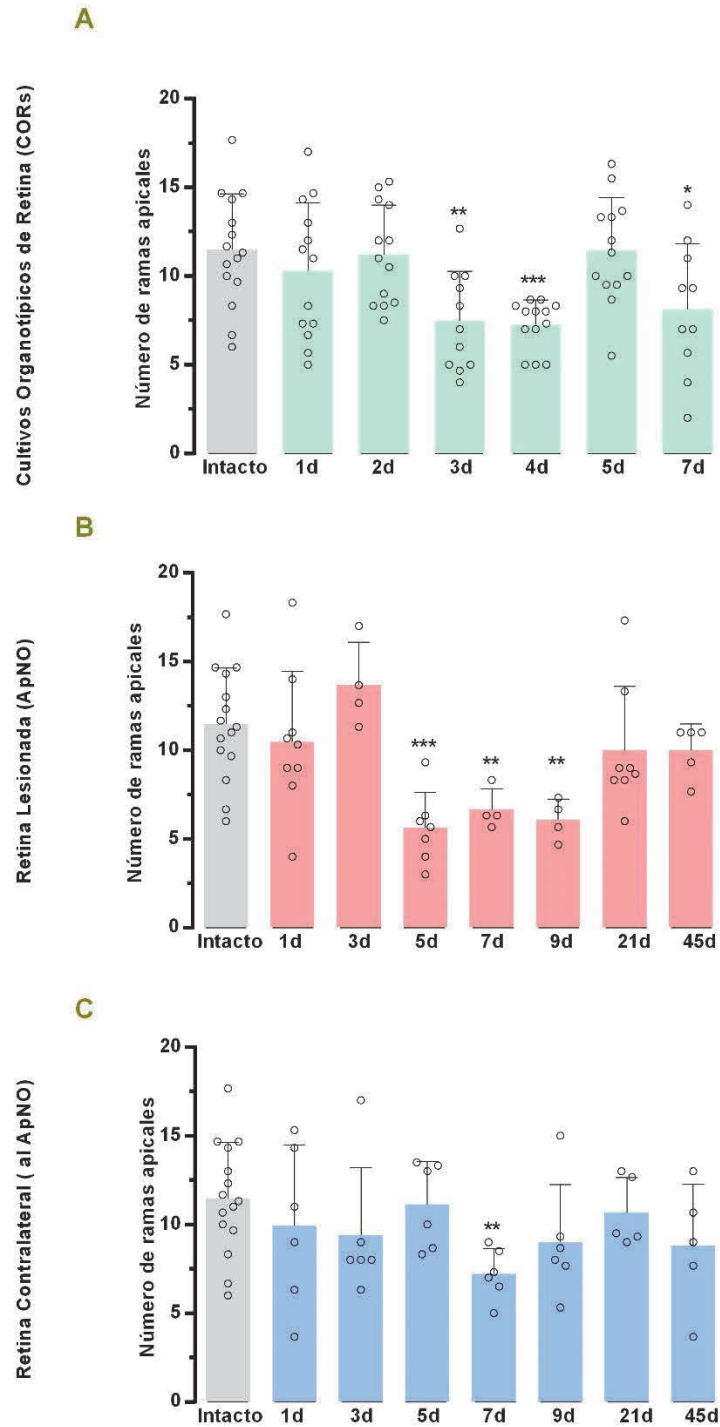 A
Cultivos Organotípicos de Retina (CORs)
Número de ramas apicales
20
15
10
5
0
** *** *
Intacto 1d 2d 3d 4d 5d 7d
B
Retina Lesionada (ApNO)
Número de ramas apicales
20
15
10
5
0
*** ** **
Intacto 1d 3d 5d 7d 9d 21d 45d
C
Retina Contralateral ( al ApNO)
Número de ramas apicales
20
15
10
5
0
**
Intacto 1d 3d 5d 7d 9d 21d 45d